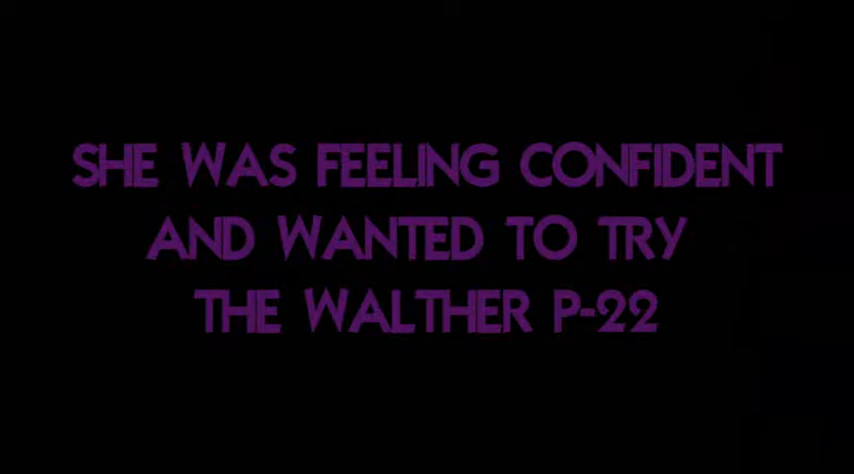 SHE WAS FEELING CONFIDENT
AND WANTED TO TRY
THE WALTHER P-22